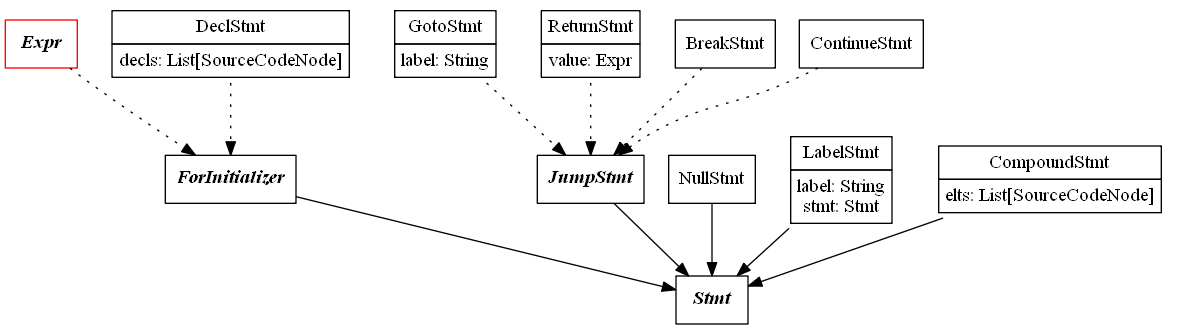 Expr
DeclStmt
decls: List[SourceCodeNode]
GotoStmt
label: String
ReturnStmt
value: Expr
BreakStmt
ContinueStmt
ForInitializer
JumpStmt
NullStmt
LabelStmt
label: String
stmt: Stmt
CompoundStmt
elts: List[SourceCodeNode]
Stmt